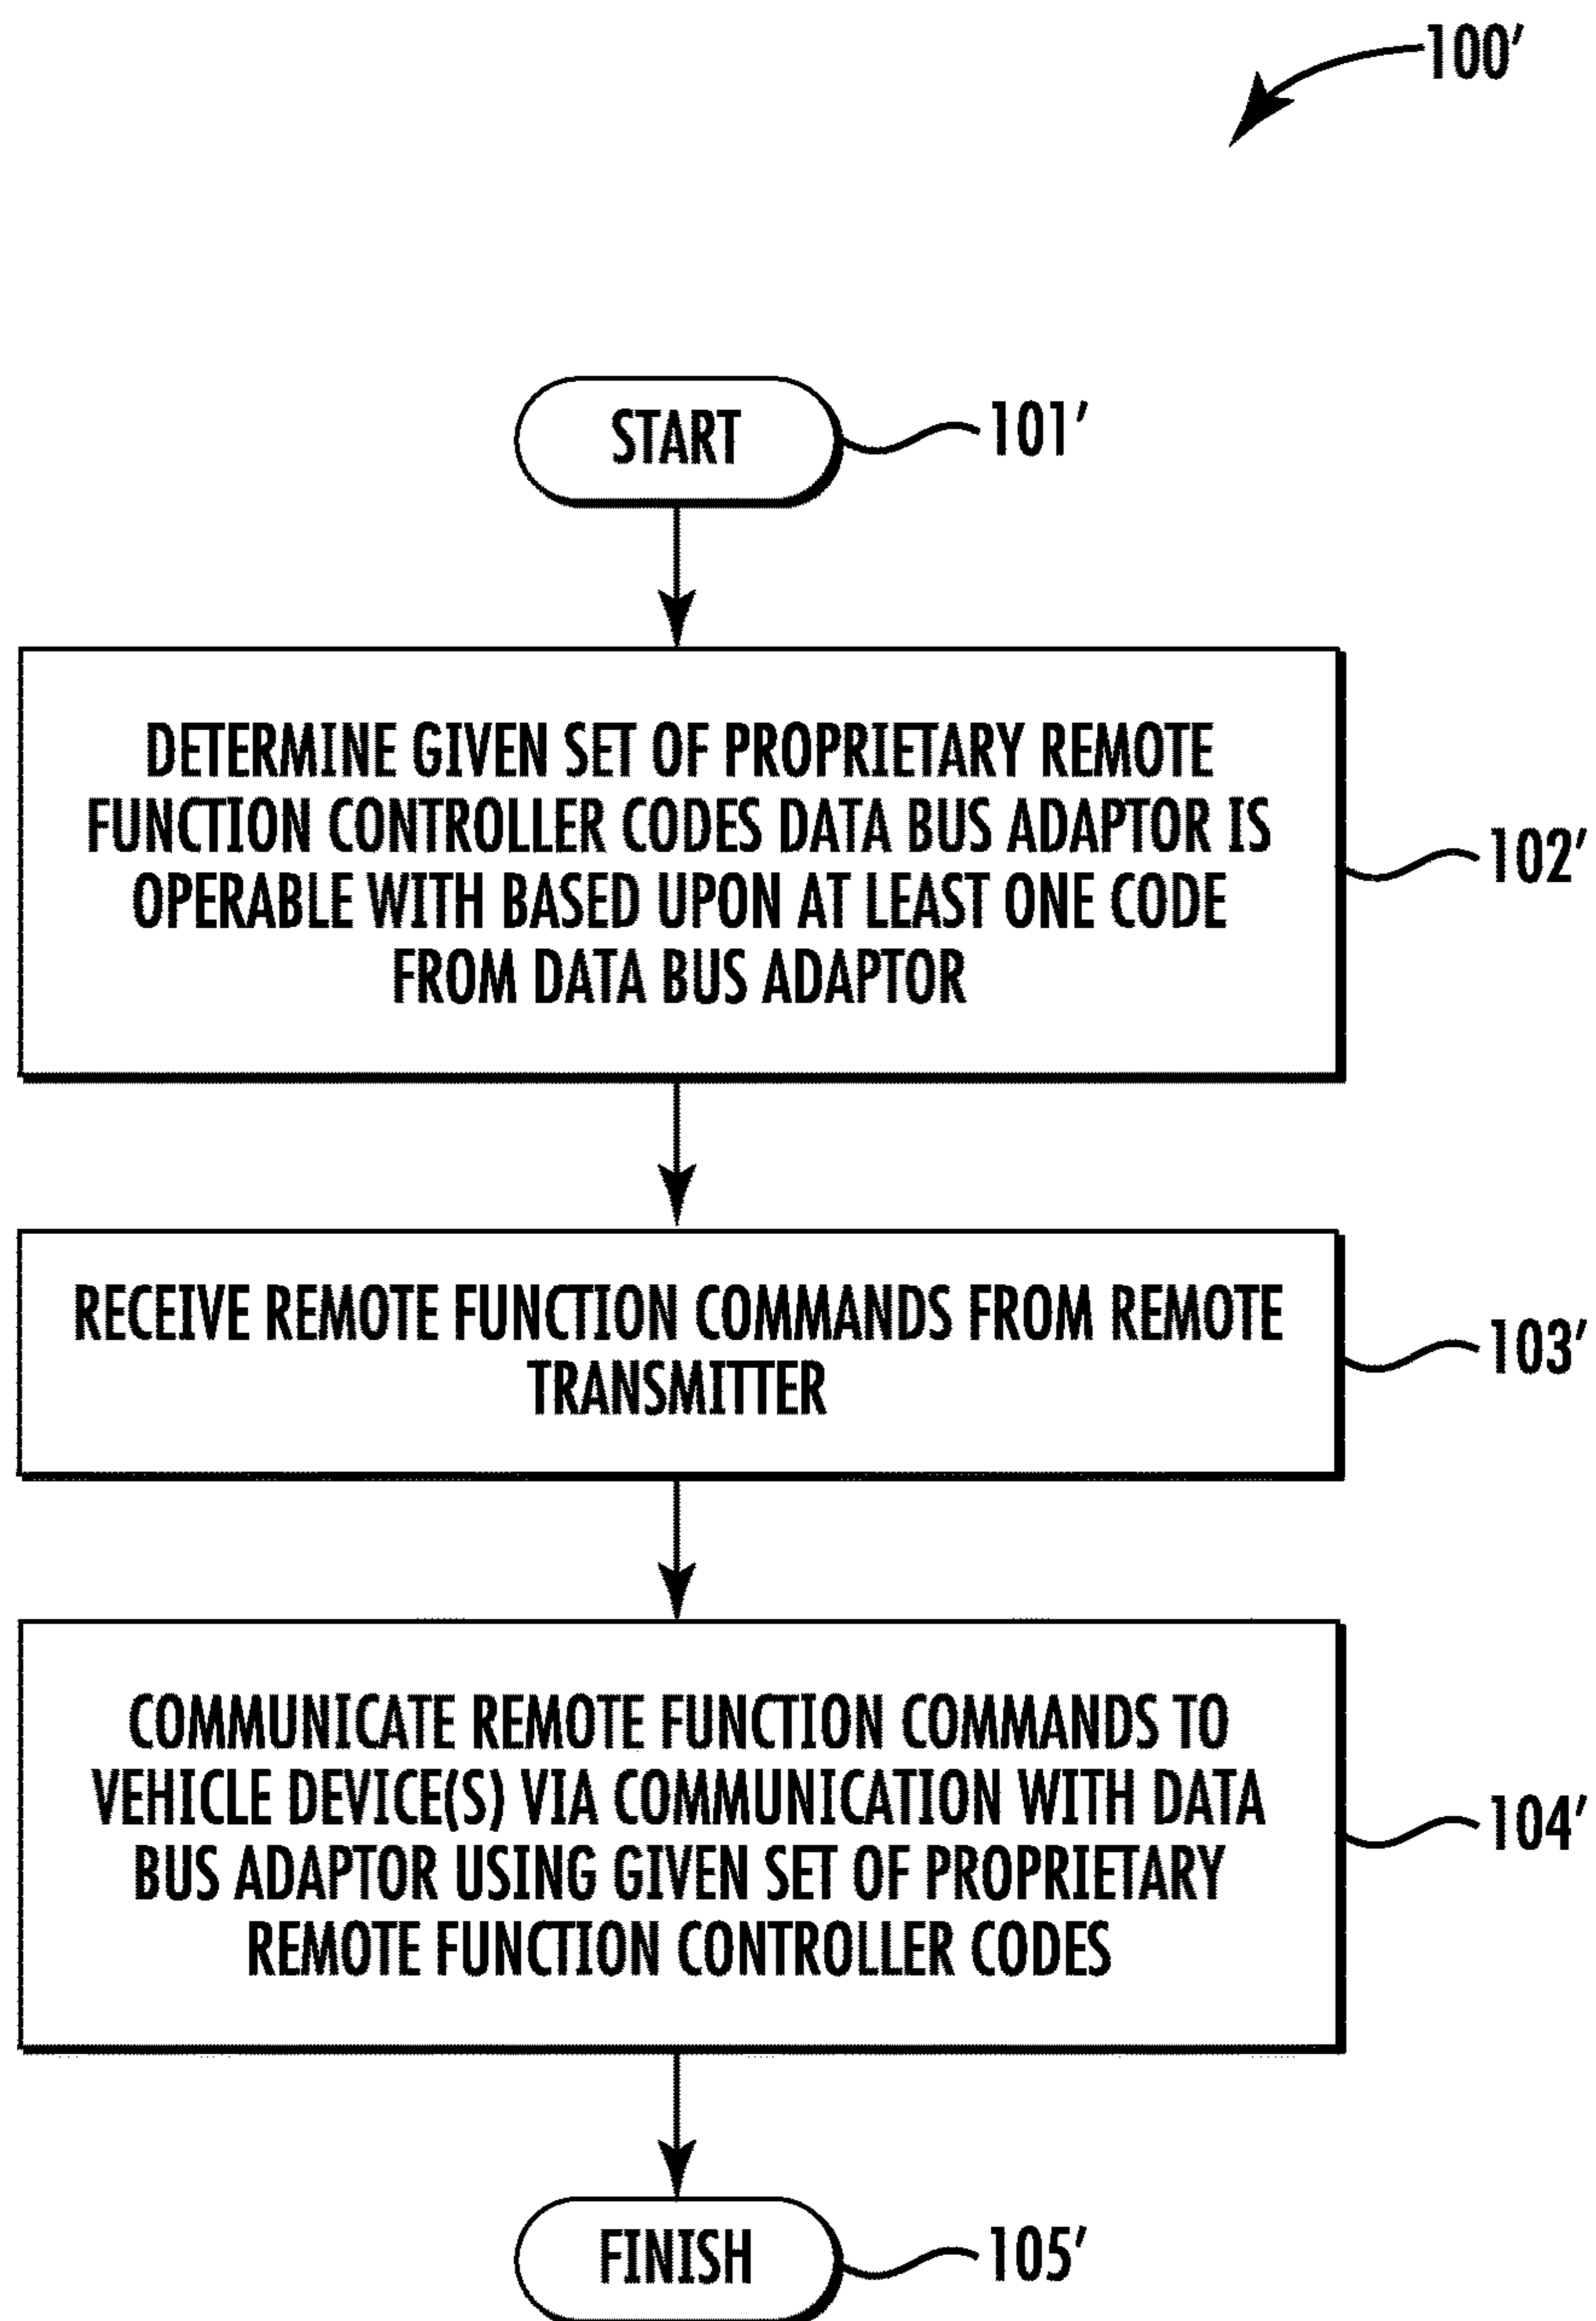 100′
START
101′
DETERMINE GIVEN SET OF PROPRIETARY REMOTE
FUNCTION CONTROLLER CODES DATA BUS ADAPTOR IS
OPERABLE WITH BASED UPON AT LEAST ONE CODE
FROM DATA BUS ADAPTOR
102′
RECEIVE REMOTE FUNCTION COMMANDS FROM REMOTE
TRANSMITTER
103′
COMMUNICATE REMOTE FUNCTION COMMANDS TO
VEHICLE DEVICE(S) VIA COMMUNICATION WITH DATA
BUS ADAPTOR USING GIVEN SET OF PROPRIETARY
REMOTE FUNCTION CONTROLLER CODES
104′
FINISH
105′